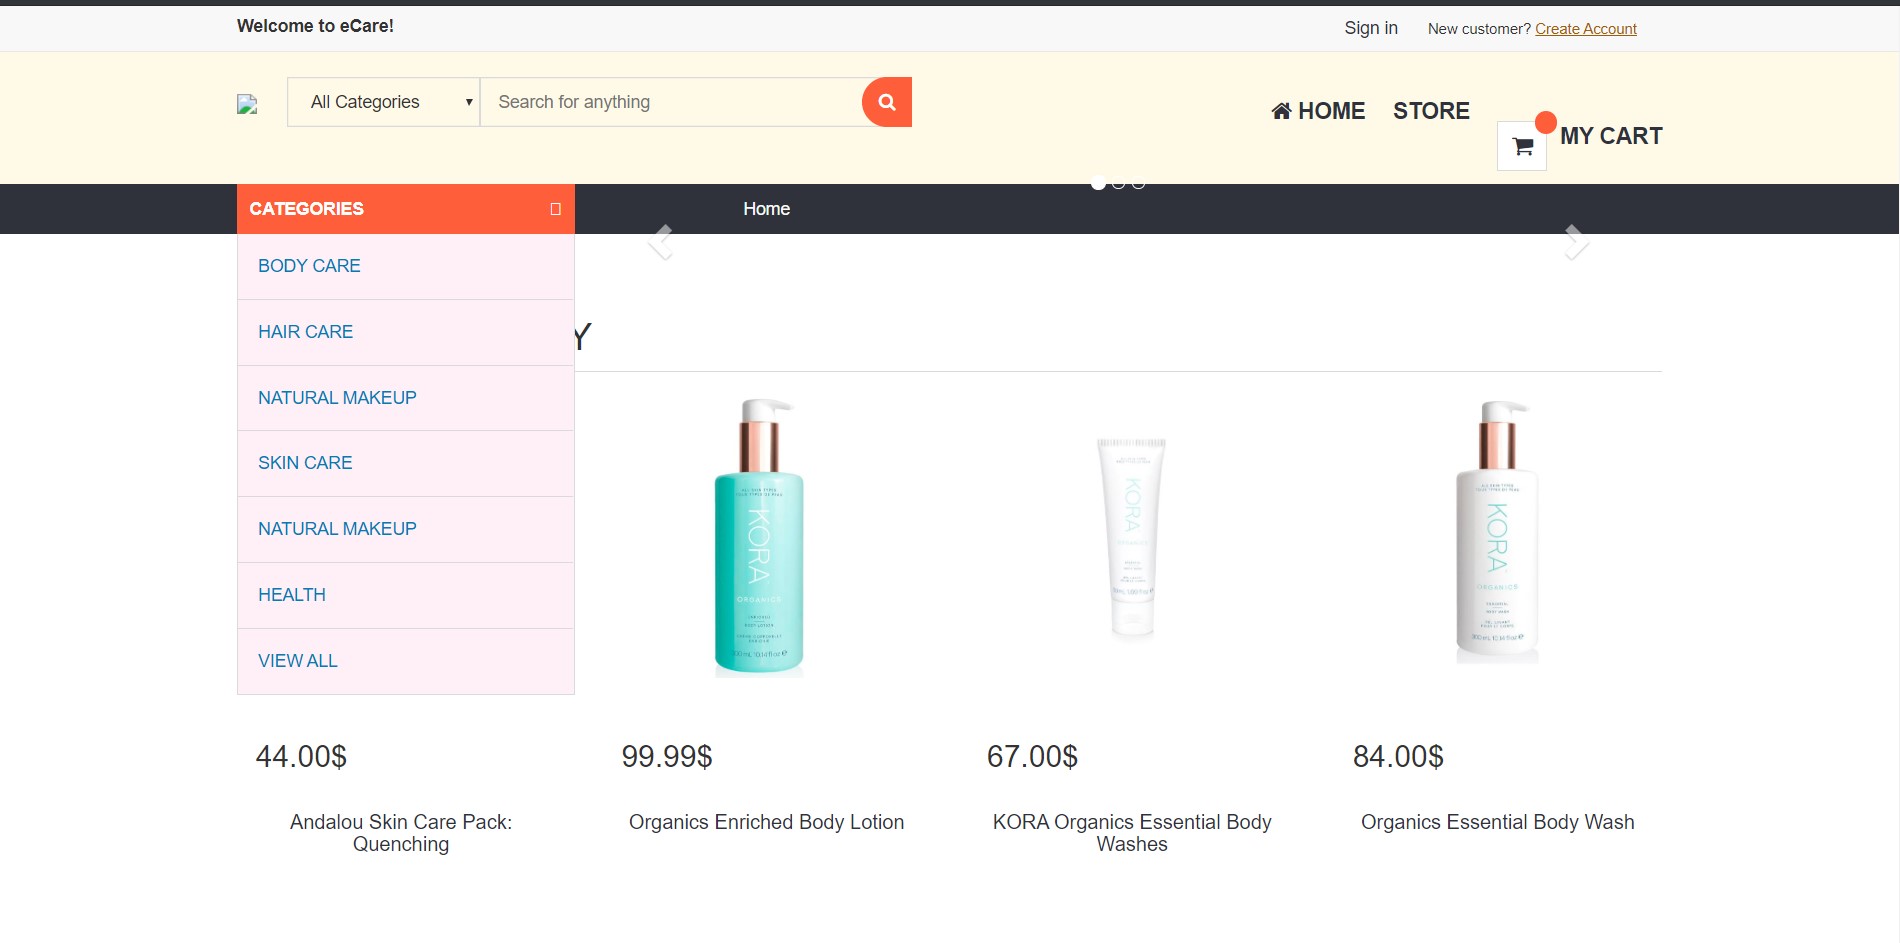 Welcome to eCare!
Sign in
New customer? Create Account
All Categories
Search for anything
HOME
STORE
MY CART
CATEGORIES
Home
BODY CARE
HAIR CARE
NATURAL MAKEUP
SKIN CARE
NATURAL MAKEUP
HEALTH
VIEW ALL
Y
KORA
ORGANICS
KORA
KORA
ORGANICS
44.00$
99.99$
67.00$
84.00$
Andalou Skin Care Pack:
Quenching
Organics Enriched Body Lotion
KORA Organics Essential Body
Washes
Organics Essential Body Wash